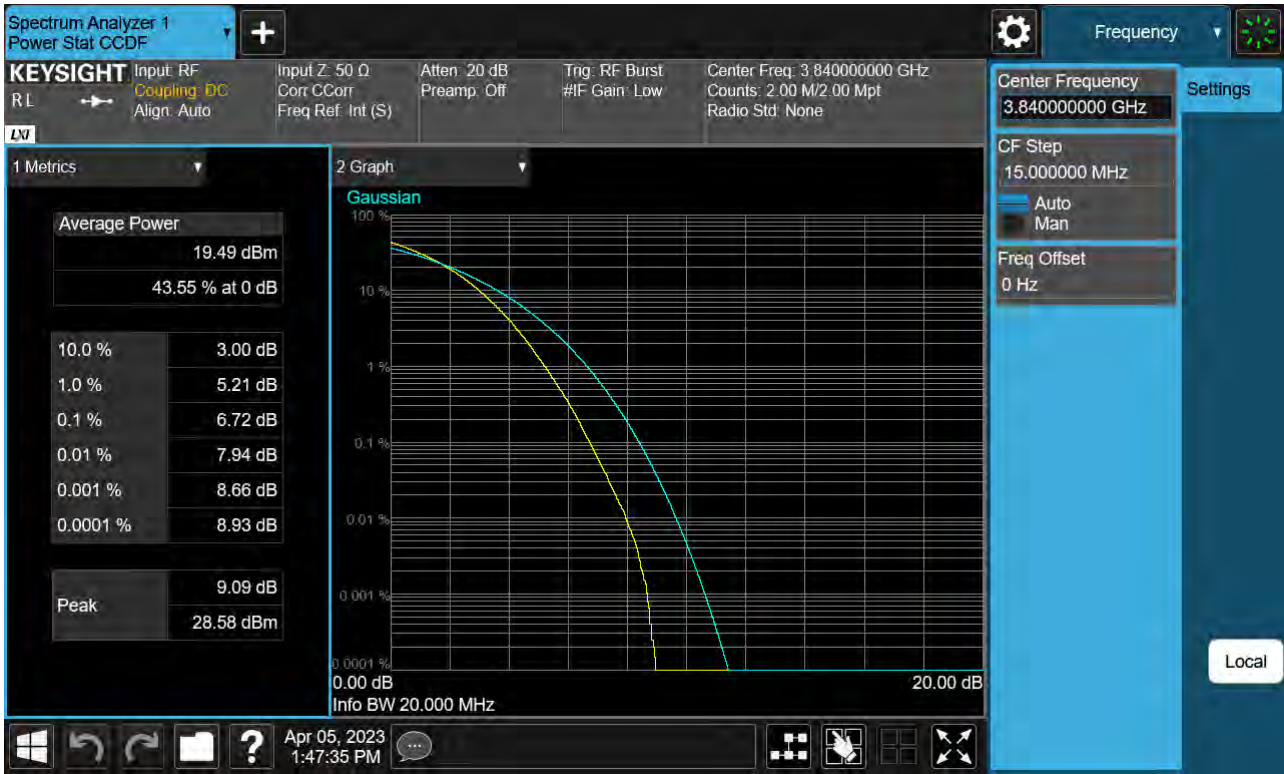 Spectrum Analyzer 1
Power Stat CCDF
+
Frequency
KEYSIGHT
RL
LXI
Input: RF
Coupling: DC
Align: Auto
Input Z: 50 Ω
Corr CCorr
Freq Ref: Int (S)
Atten: 20 dB
Preamp: Off
Trig: RF Burst
#IF Gain: Low
Center Freq: 3.840000000 GHz
Counts: 2.00 M/2.00 Mpt
Radio Std: None
Center Frequency
3.840000000 GHz
Settings
CF Step
15.000000 MHz
Auto
Man
Freq Offset
0 Hz
1 Metrics
Average Power
19.49 dBm
43.55 % at 0 dB
10.0 % 3.00 dB
1.0 % 5.21 dB
0.1 % 6.72 dB
0.01 % 7.94 dB
0.001 % 8.66 dB
0.0001 % 8.93 dB
Peak
9.09 dB
28.58 dBm
2 Graph
Gaussian
100 %
10 %
1 %
0.1 %
0.01 %
0.001 %
0.0001 %
0.00 dB 20.00 dB
Info BW 20.000 MHz
Local
?
Apr 05, 2023
1:47:35 PM